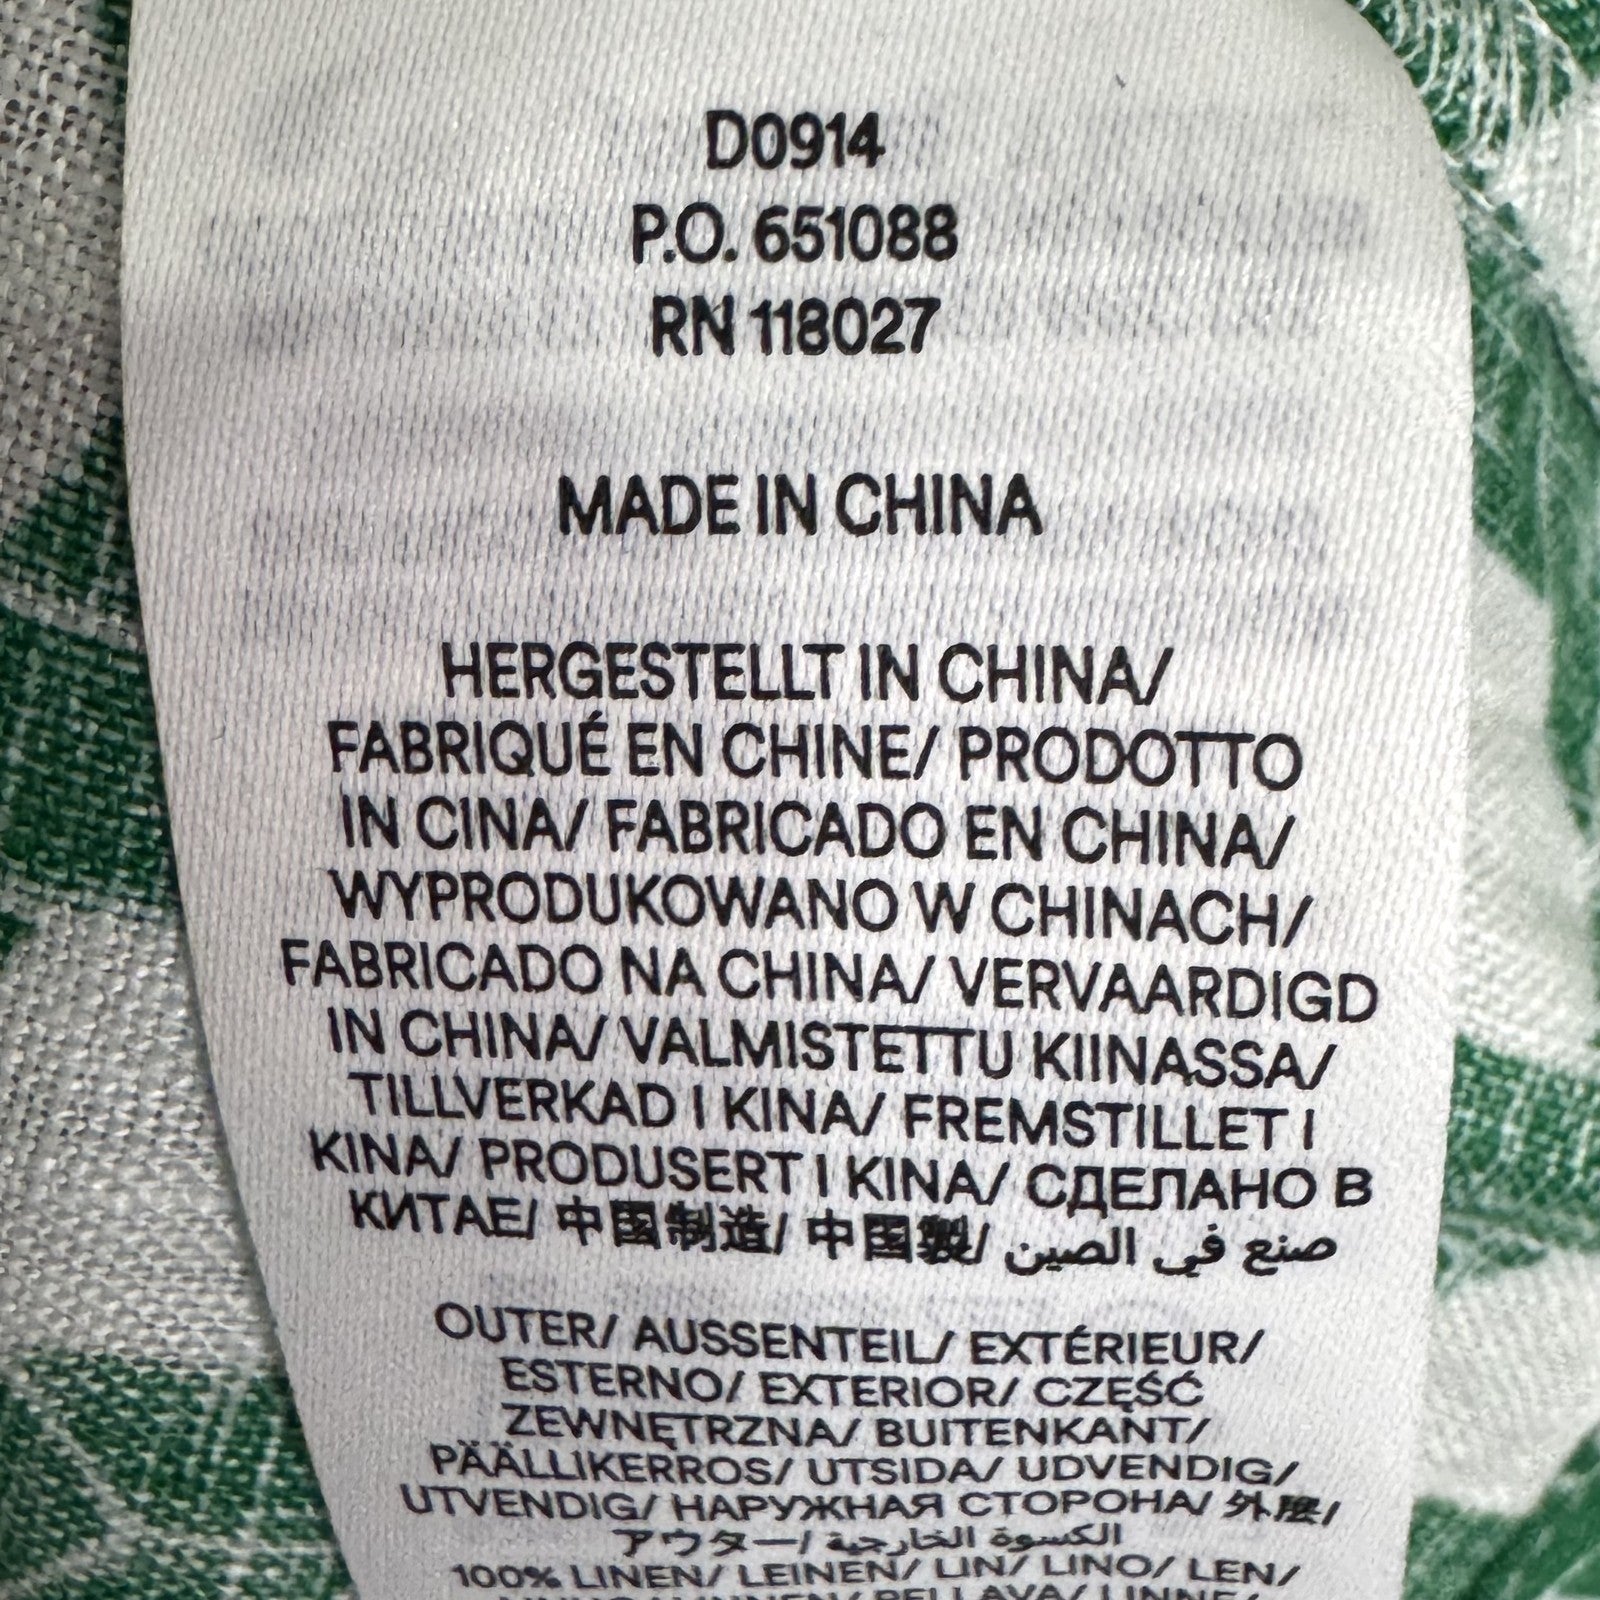 D0914
P.O. 651088
RN 118027
MADE IN CHINA
HERGESTELLT IN CHINA/
FABRIQUÉ EN CHINE/ PRODOTTO
IN CINA/ FABRICADO EN CHINA/
WYPRODUKOWANO W CHINACH/
FABRICADO NA CHINA/ VERVAARDIGD
IN CHINA/ VALMISTETTU KIINASSA/
TILLVERKAD I KINA/ FREMSTILLET I
KINA/ PRODUSERT I KINA/ СДЕЛАНО В
КИТАЕ/ 中国制造/ 中国製/ صنع في الصين
OUTER/ AUSSENTEIL/ EXTÉRIEUR/
ESTERNO/ EXTERIOR/ CZĘŚĆ
ZEWNĘTRZNA/ BUITENKANT/
PÄÄLLIKERROS/ UTSIDA/ UDVENDIG/
UTVENDIG/ НАРУЖНАЯ СТОРОНА/ 外层/
アウター/ الكسوة الخارجية
100% LINEN/ LEINEN/ LIN/ LINO/ LEN/
PELLAVA/